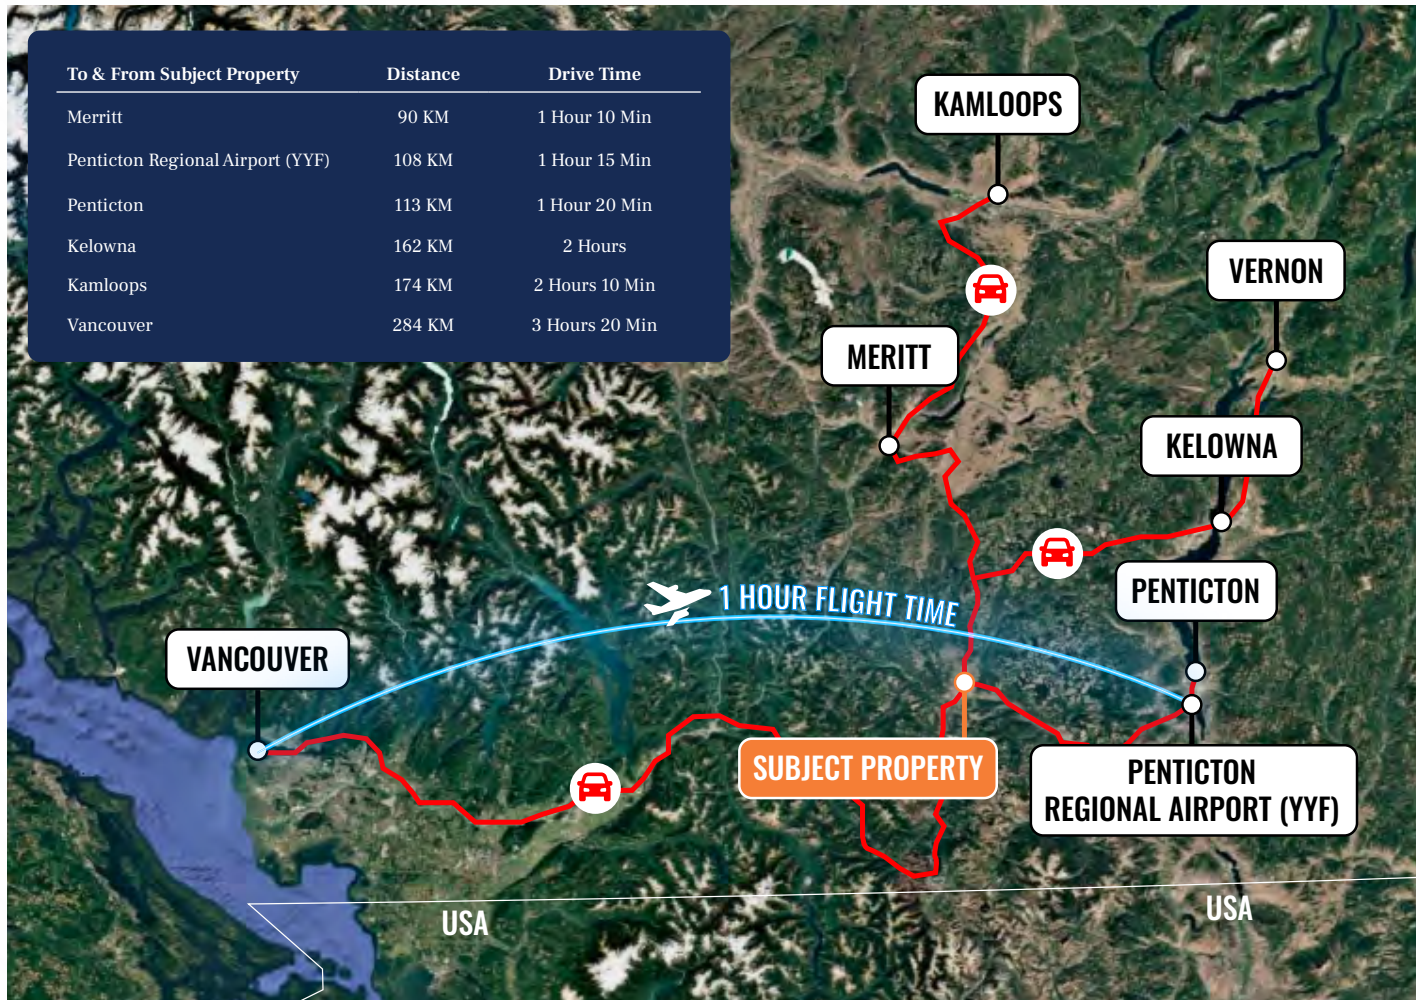 To & From Subject Property Distance Drive Time
Merritt 90 KM 1 Hour 10 Min
Penticton Regional Airport (YYF) 108 KM 1 Hour 15 Min
Penticton 113 KM 1 Hour 20 Min
Kelowna 162 KM 2 Hours
Kamloops 174 KM 2 Hours 10 Min
Vancouver 284 KM 3 Hours 20 Min
KAMLOOPS
VERNON
MERITT
KELOWNA
PENTICTON
1 HOUR FLIGHT TIME
VANCOUVER
SUBJECT PROPERTY
PENTICTON
REGIONAL AIRPORT (YYF)
USA
USA